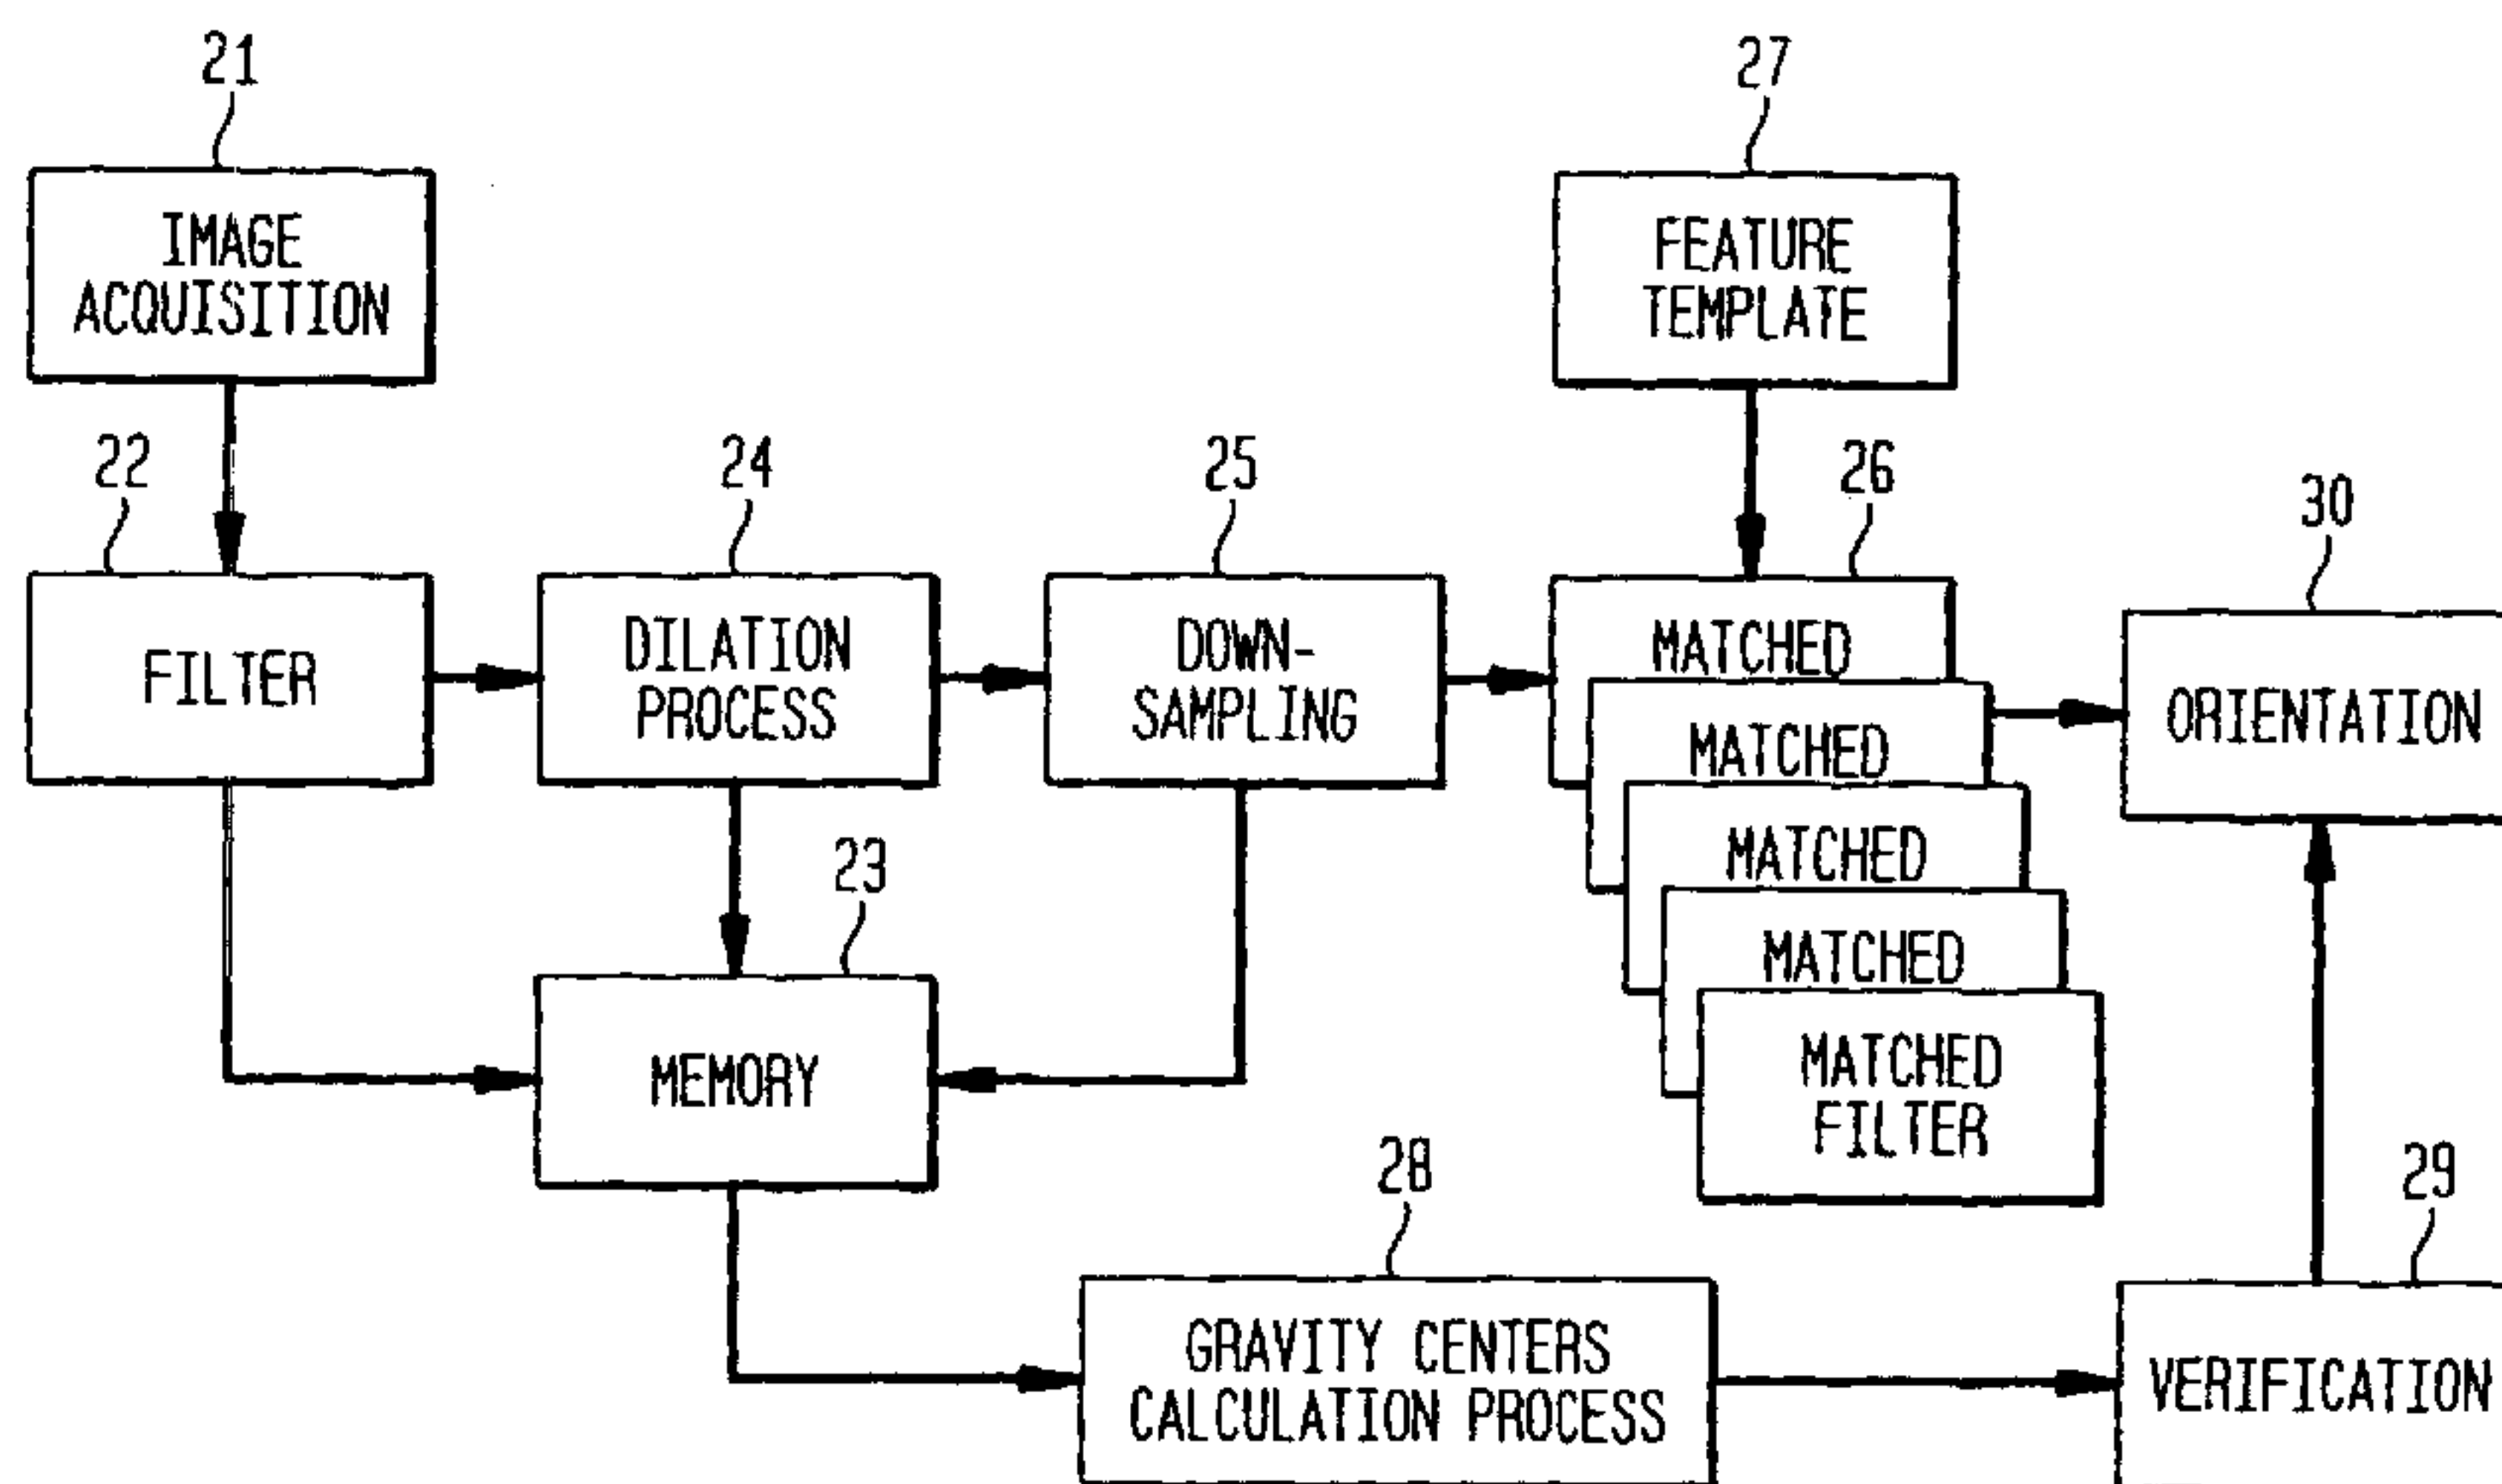 21
27
IMAGE
ACQUISITION
FEATURE
TEMPLATE
22
24
25
26
30
FILTER
DILATION
PROCESS
DOWN-
SAMPLING
MATCHED
MATCHED
MATCHED
MATCHED
MATCHED
FILTER
ORIENTATION
23
MEMORY
28
29
GRAVITY CENTERS
CALCULATION PROCESS
VERIFICATION